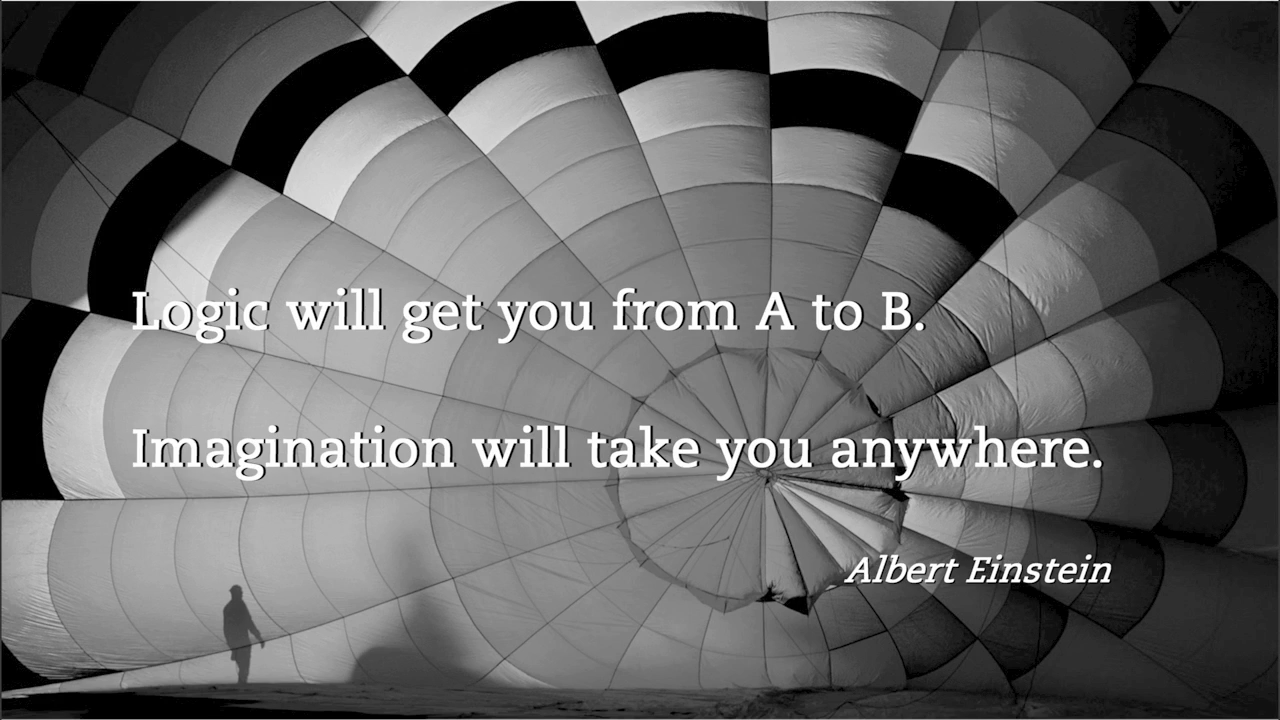 Logic will get you from A to B.
Imagination will take you anywhere.
Albert Einstein